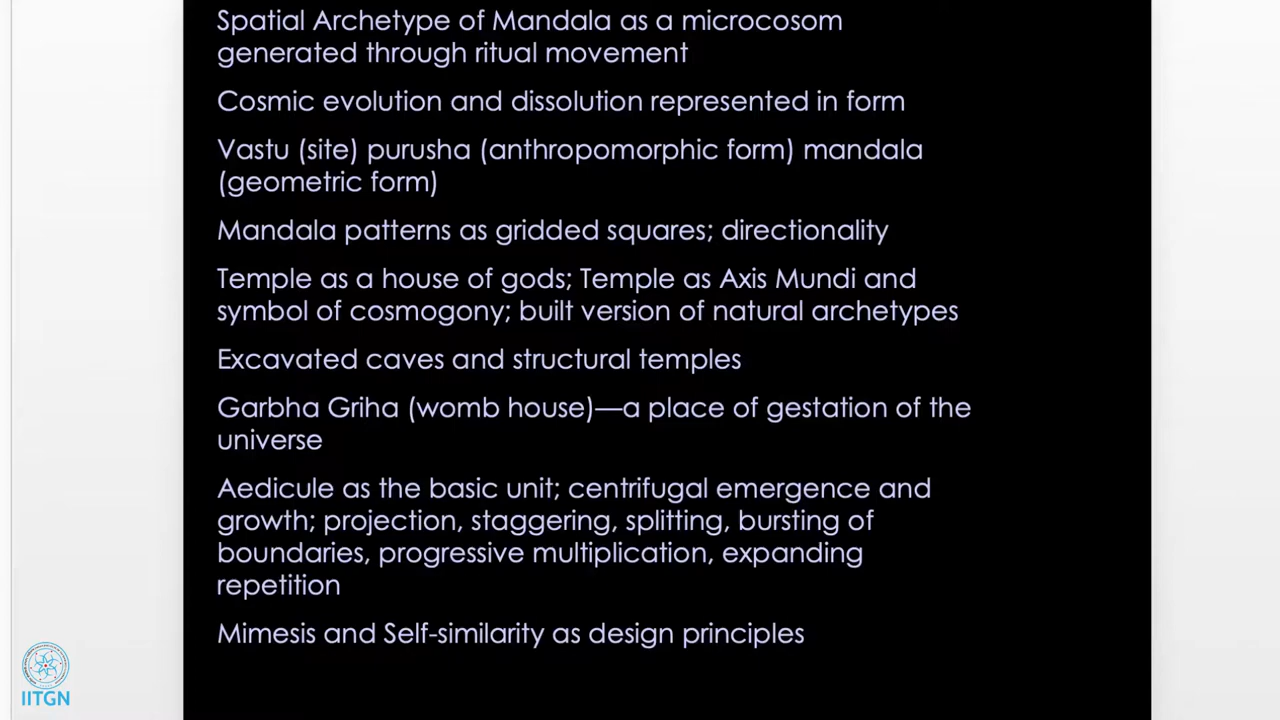 Spatial Archetype of Mandala as a microcosom
generated through ritual movement
Cosmic evolution and dissolution represented in form
Vastu (site) purusha (anthropomorphic form) mandala
(geometric form)
Mandala patterns as gridded squares; directionality
Temple as a house of gods; Temple as Axis Mundi and
symbol of cosmogony; built version of natural archetypes
Excavated caves and structural temples
Garbha Griha (womb house)—a place of gestation of the
universe
Aedicule as the basic unit; centrifugal emergence and
growth; projection, staggering, splitting, bursting of
boundaries, progressive multiplication, expanding
repetition
Mimesis and Self-similarity as design principles
IITGN